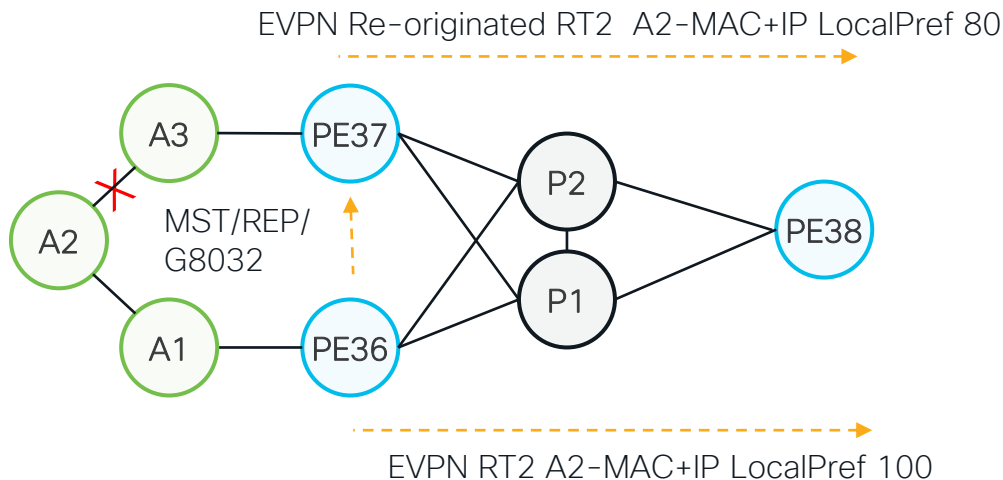 EVPN Re-originated RT2 A2-MAC+IP LocalPref 80
A3
PE37
P2
MST/REP/
G8032
A2
PE38
P1
A1
PE36
EVPN RT2 A2-MAC+IP LocalPref 100